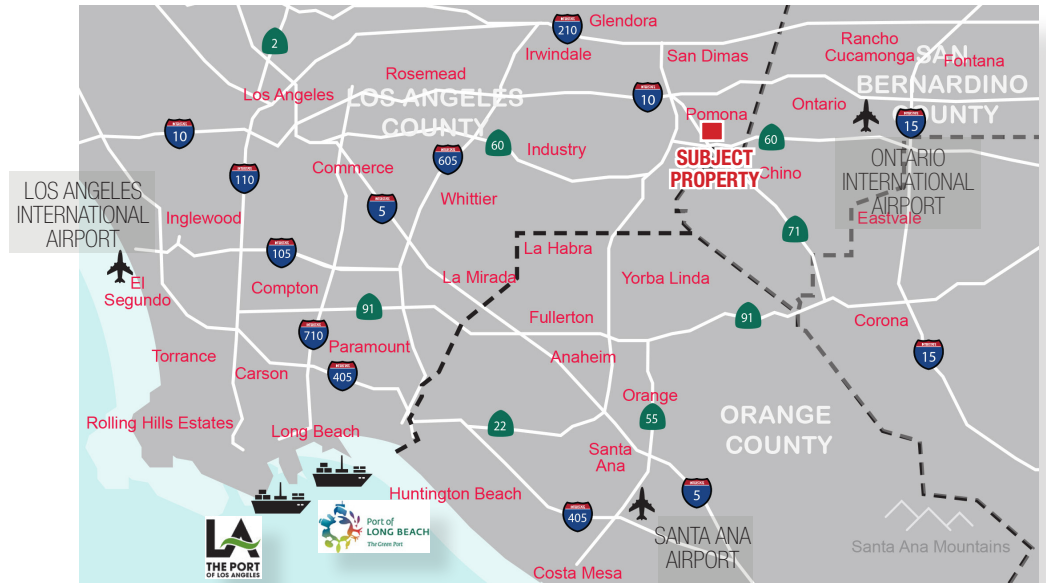 Glendora
210
2
Irwindale
San Dimas
Rancho
Cucamonga
SAN
BERNARDINO
COUNTY
Fontana
Rosemead
Los Angeles
LOS ANGELES
COUNTY
10
Pomona
Ontario
15
10
60
Industry
60
SUBJECT
PROPERTY
Chino
ONTARIO
INTERNATIONAL
AIRPORT
Commerce
605
110
Whittier
5
LOS ANGELES
INTERNATIONAL
AIRPORT
Inglewood
Eastvale
71
105
La Habra
El
Segundo
Compton
La Mirada
Yorba Linda
91
Fullerton
91
Corona
710
Paramount
Torrance
Carson
405
Anaheim
15
Orange
Rolling Hills Estates
Long Beach
22
55
ORANGE
COUNTY
Santa
Ana
Huntington Beach
405
5
SANTA ANA
AIRPORT
Santa Ana Mountains
Costa Mesa
LA
THE PORT
OF LOS ANGELES
Port of
LONG BEACH
The Green Port